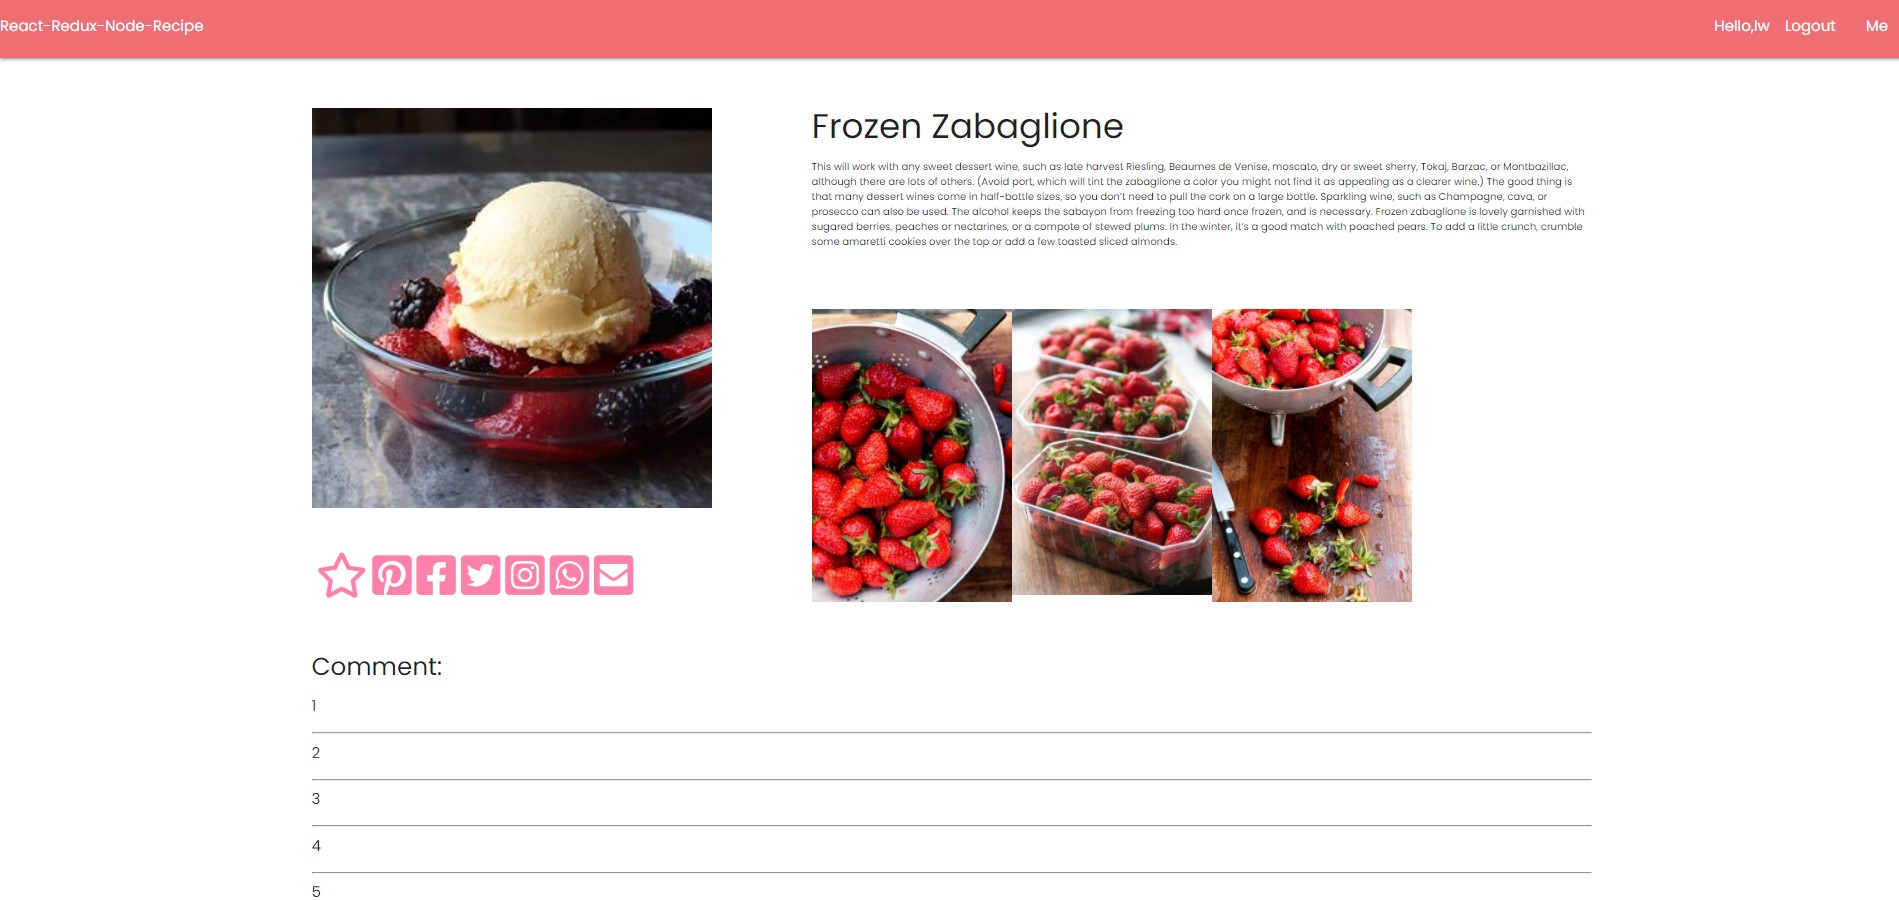 React-Redux-Node-Recipe
Hello,lw Logout Me
Frozen Zabaglione
This will work with any sweet dessert wine, such as late harvest Riesling, Beaumes de Venise, moscato, dry or sweet sherry, Tokaj, Barzac, or Montbazillac,
although there are lots of others. (Avoid port, which will tint the zabaglione a color you might not find it as appealing as a clearer wine.) The good thing is
that many dessert wines come in half-bottle sizes, so you don't need to pull the cork on a large bottle. Sparkling wine, such as Champagne, cava, or
prosecco can also be used. The alcohol keeps the sabayon from freezing too hard once frozen, and is necessary. Frozen zabaglione is lovely garnished with
sugared berries, peaches or nectarines, or a compote of stewed plums. In the winter, it's a good match with poached pears. To add a little crunch, crumble
some amaretti cookies over the top or add a few toasted sliced almonds.
Comment:
1
2
3
4
5